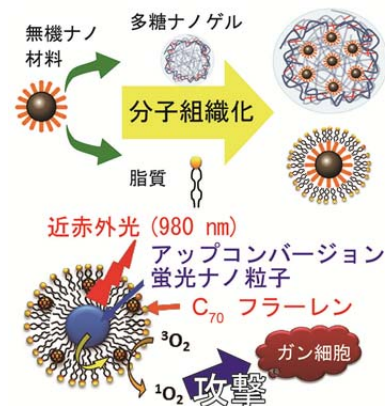 無機ナノ
材料
多糖ナノゲル
分子組織化
脂質
近赤外光 (980 nm)
アップコンバージョン
蛍光ナノ粒子
C₇₀ フラーレン
³O₂
¹O₂
攻撃
ガン細胞